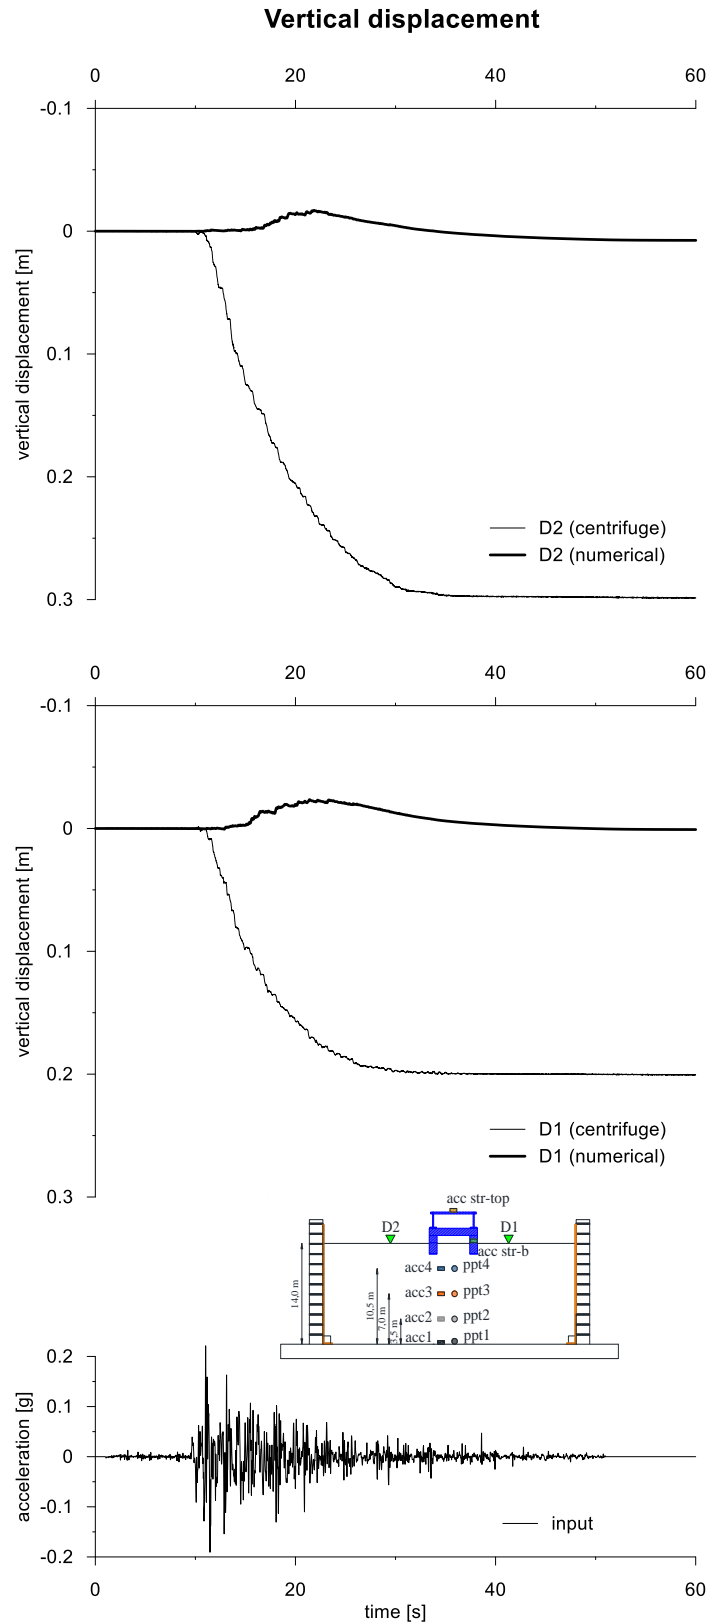 Vertical displacement
0 20 40 60
-0.1
0
0.1
0.2
0.3
vertical displacement [m]
D2 (centrifuge)
D2 (numerical)
0 20 40 60
-0.1
0
0.1
0.2
0.3
vertical displacement [m]
D1 (centrifuge)
D1 (numerical)
acc str-top
D2 D1
acc str-b
acc4 ppt4
acc3 ppt3
acc2 ppt2
acc1 ppt1
14,0 m
10,5 m
7,0 m
3,5 m
0.2
0.1
0
-0.1
-0.2
acceleration [g]
input
0 20 40 60
time [s]